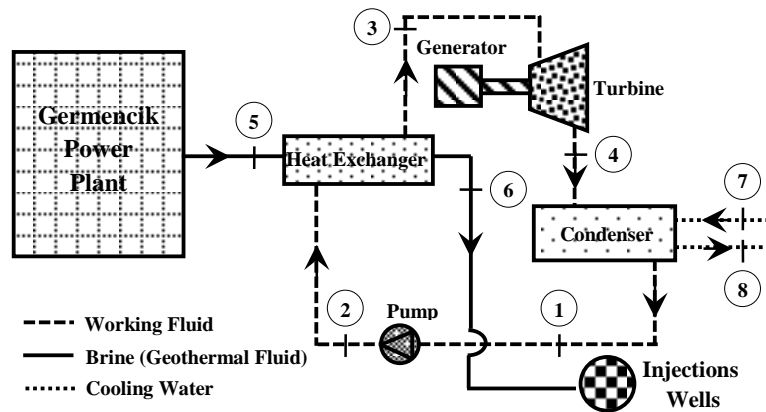 3
Generator
Turbine
Germencik
Power
Plant
5
Heat Exchanger
4
6
7
Condenser
8
2
Pump
1
Working Fluid
Brine (Geothermal Fluid)
Cooling Water
Injections
Wells